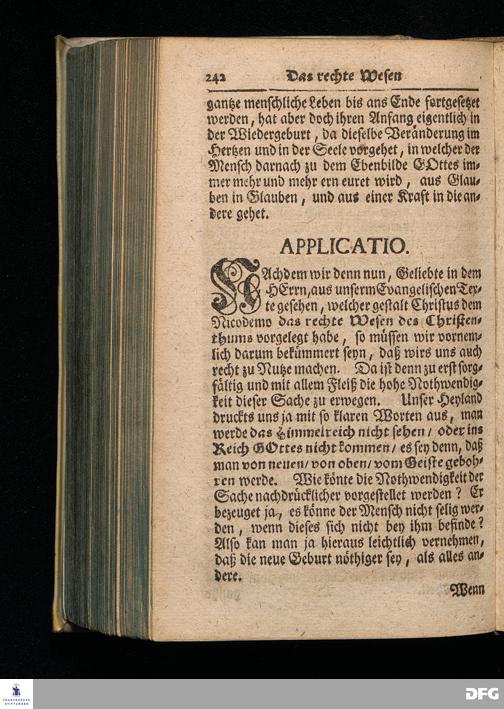 242 Das rechte Wesen
gantze menschliche Leben bis ans Ende fortgesetzet
werden, hat aber doch ihren Anfang eigentlich in
der Wiedergeburt, da dieselbe Veränderung im
Hertzen und in der Seele vorgehet, in welcher der
Mensch darnach zu dem Ebenbilde GOttes im-
mer mehr und mehr erneuret wird, aus Glau-
ben in Glauben, und aus einer Kraft in die an-
dere gehet.
APPLICATIO.
NAchdem wir denn nun, Geliebte in dem
HErrn, aus unserm Evangelischen Tex-
te gesehen, welcher gestalt Christus dem
Nicodemo das rechte Wesen des Christen-
thums vorgelegt habe, so müssen wir vornem-
lich darum bekümmert seyn, daß wirs uns auch
recht zu Nutze machen. Da ist denn zu erst sorg-
fältig und mit allem Fleiß die hohe Nothwendig-
keit dieser Sache zu erwegen. Unser Heyland
druckts uns ja mit so klaren Worten aus, man
werde das Himmelreich nicht sehen/ oder ins
Reich GOttes nicht kommen/ es sey denn, daß
man von neuen/ von oben/ vom Geiste geboh-
ren werde. Wie könte die Nothwendigkeit der
Sache nachdrücklicher vorgestellet werden? Er
bezeuget ja, es könne der Mensch nicht selig wer-
den, wenn dieses sich nicht bey ihm befinde?
Also kan man ja hieraus leichtlich vernehmen,
daß die neue Geburt nöthiger sey, als alles an-
dere.
Wenn
FRANCKESCHE
STIFTUNGEN
DFG